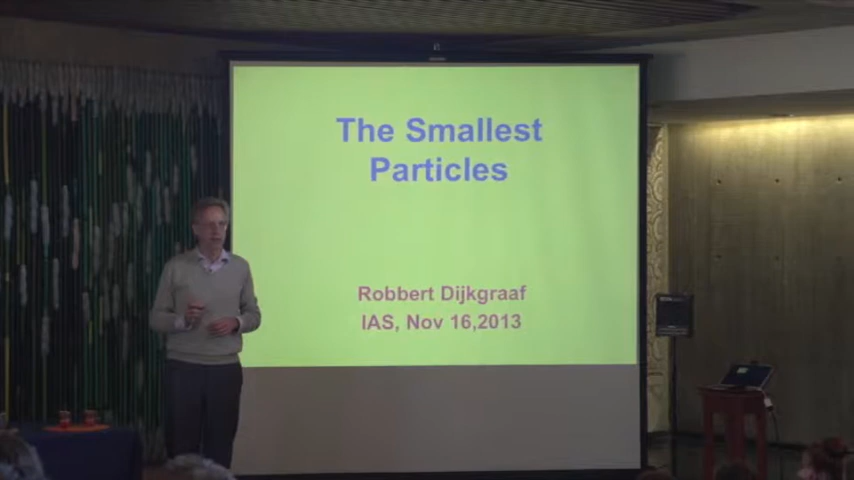 The Smallest
Particles
Robbert Dijkgraaf
IAS, Nov 16,2013